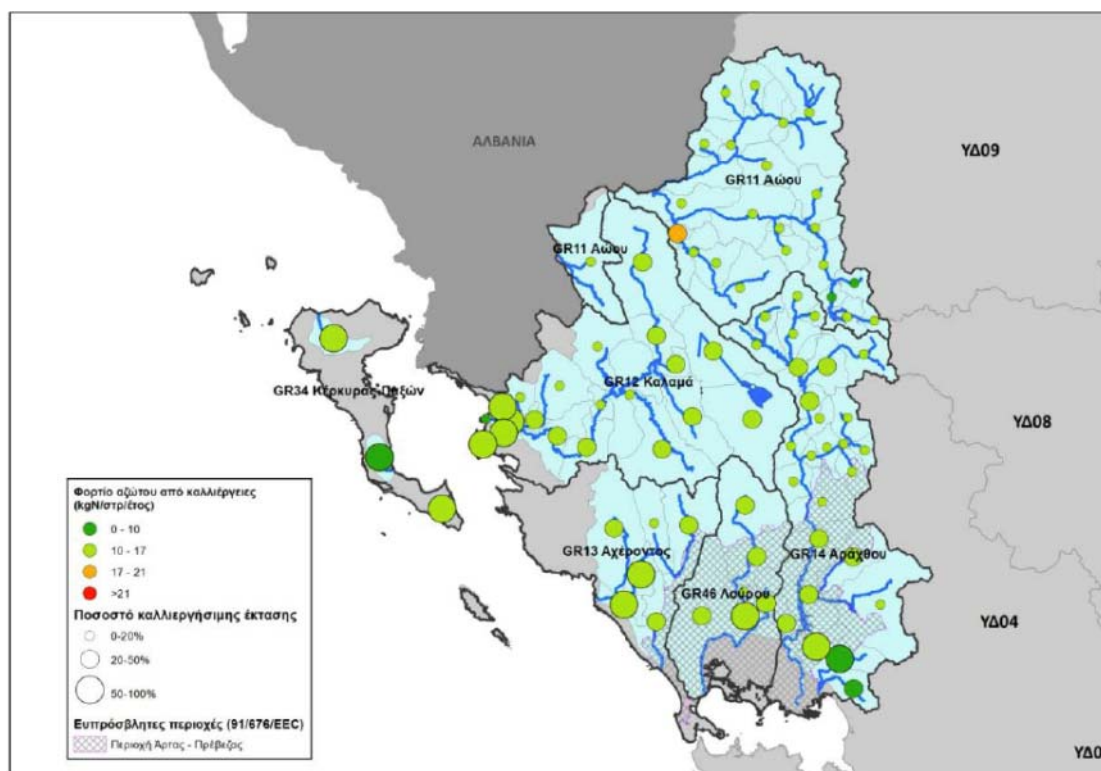 ΑΛΒΑΝΙΑ
ΥΔ09
GR11 Αώου
GR11 Αώου
GR12 Καλαμά
GR34 Κέρκυρας-Παξών
ΥΔ08
GR13 Αχέροντος
GR14 Αράχθου
GR46 Λούρου
ΥΔ04
ΥΔ0
Φορτίο αζώτου από καλλιέργειες
(kgN/στρ/έτος)
0 - 10
10 - 17
17 - 21
>21
Ποσοστό καλλιεργήσιμης έκτασης
0-20%
20-50%
50-100%
Ευπρόσβλητες περιοχές (91/676/EEC)
Περιοχή Άρτας - Πρέβεζας